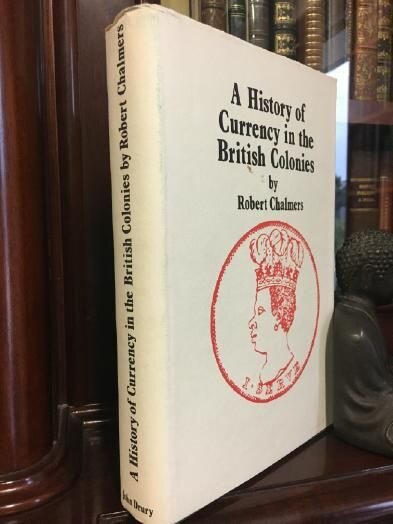 A History of
Currency in the
British Colonies
by
Robert Chalmers
I · SERVE
A History of Currency in the British Colonies by Robert Chalmers
John Drury